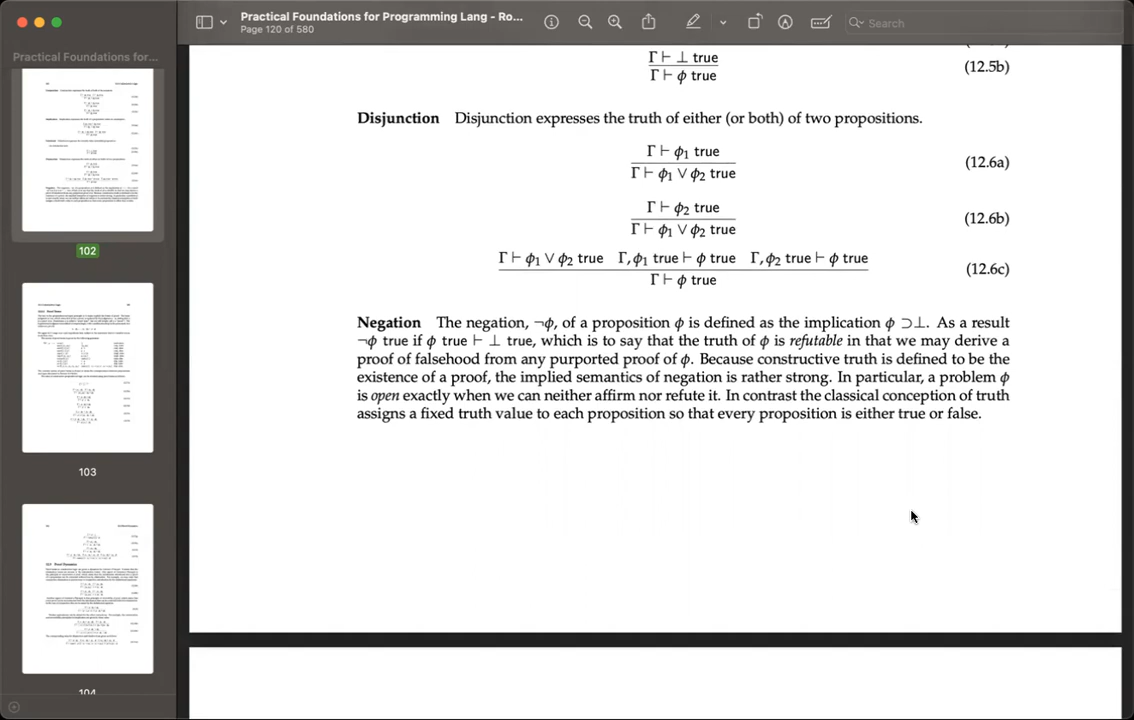 Practical Foundations for Programming Lang - Ro...
Page 120 of 580
Search
Practical Foundations for...
102
103
104
Γ ⊢ ⊥ true
Γ ⊢ ϕ true
(12.5b)
Disjunction Disjunction expresses the truth of either (or both) of two propositions.
Γ ⊢ ϕ₁ true
Γ ⊢ ϕ₁ ∨ ϕ₂ true
(12.6a)
Γ ⊢ ϕ₂ true
Γ ⊢ ϕ₁ ∨ ϕ₂ true
(12.6b)
Γ ⊢ ϕ₁ ∨ ϕ₂ true Γ, ϕ₁ true ⊢ ϕ true Γ, ϕ₂ true ⊢ ϕ true
Γ ⊢ ϕ true
(12.6c)
Negation The negation, ¬ϕ, of a proposition ϕ is defined as the implication ϕ ⊃⊥. As a result
¬ϕ true if ϕ true ⊢ ⊥ true, which is to say that the truth of ϕ is refutable in that we may derive a
proof of falsehood from any purported proof of ϕ. Because constructive truth is defined to be the
existence of a proof, the implied semantics of negation is rather strong. In particular, a problem ϕ
is open exactly when we can neither affirm nor refute it. In contrast the classical conception of truth
assigns a fixed truth value to each proposition so that every proposition is either true or false.